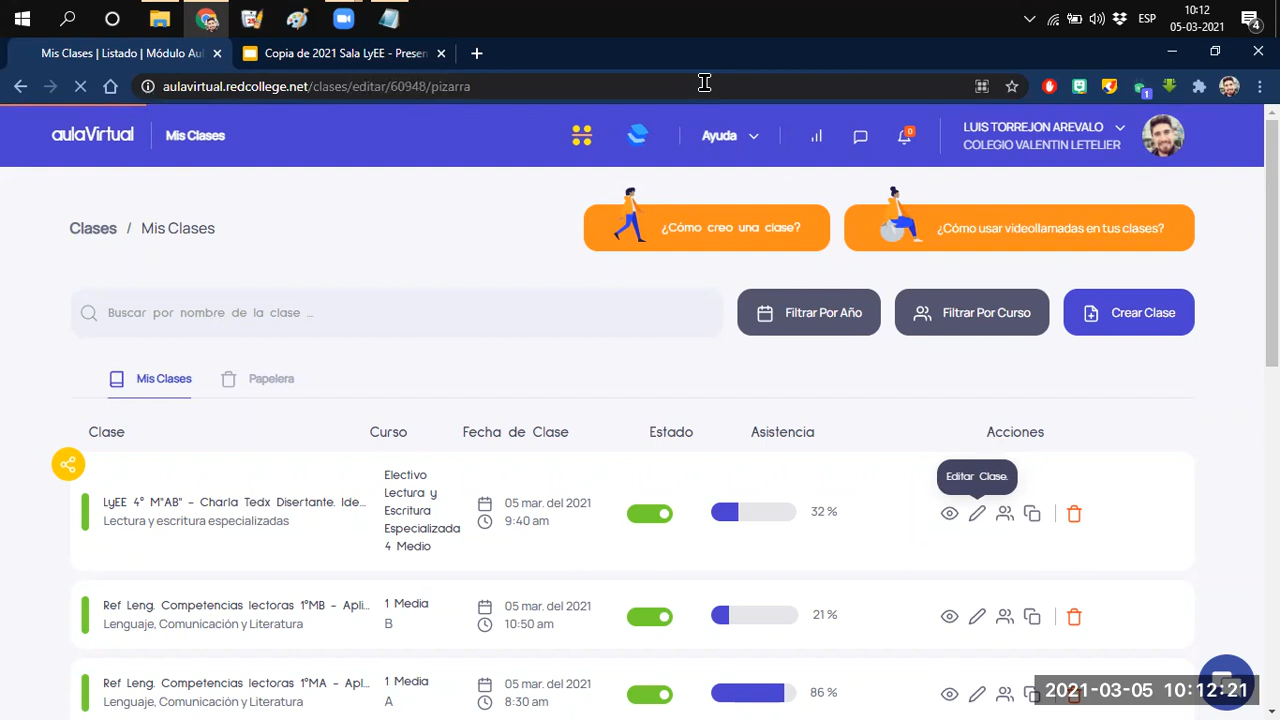 ESP
10:12
05-03-2021
4
Mis Clases | Listado | Módulo Au
Copia de 2021 Sala LyEE - Presen
aulavirtual.redcollege.net/clases/editar/60948/pizarra
1
aulaVirtual
Mis Clases
Ayuda
0
LUIS TORREJON AREVALO
COLEGIO VALENTIN LETELIER
Clases / Mis Clases
¿Cómo creo una clase?
¿Cómo usar videollamadas en tus clases?
Buscar por nombre de la clase ...
Filtrar Por Año
Filtrar Por Curso
Crear Clase
Mis Clases
Papelera
Clase
Curso
Fecha de Clase
Estado
Asistencia
Acciones
Editar Clase.
LyEE 4° M"AB" - Charla Tedx Disertante. Ide...
Lectura y escritura especializadas
Electivo
Lectura y
Escritura
Especializada
4 Medio
05 mar. del 2021
9:40 am
32 %
Ref Leng. Competencias lectoras 1°MB - Apli...
Lenguaje, Comunicación y Literatura
1 Media
B
05 mar. del 2021
10:50 am
21 %
Ref Leng. Competencias lectoras 1°MA - Apl...
Lenguaje, Comunicación y Literatura
1 Media
A
05 mar. del 2021
8:30 am
86 %
2021-03-05 10:12:21